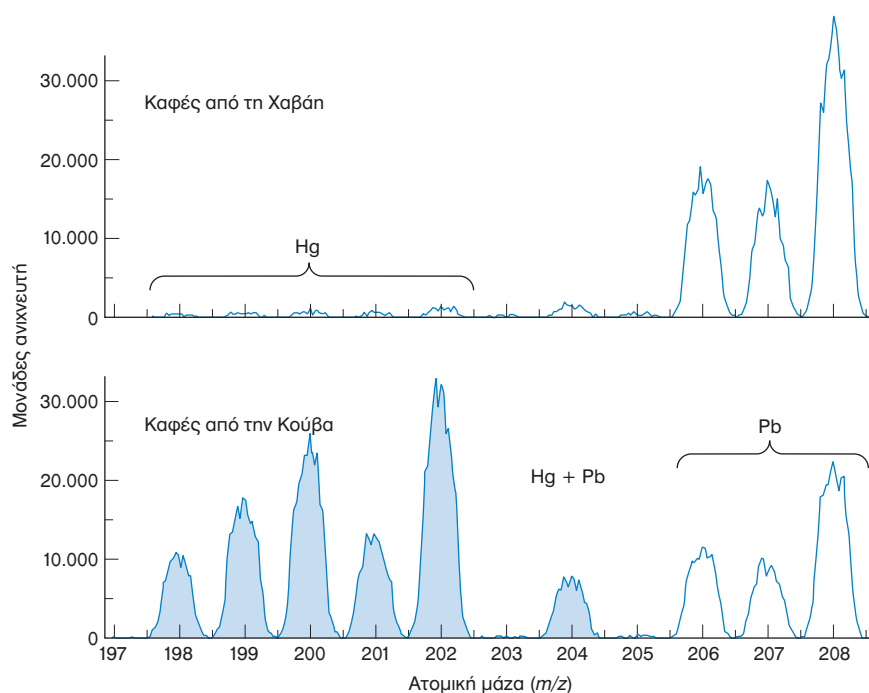 Μονάδες ανιχνευτή
30.000
20.000
10.000
0
Καφές από τη Χαβάη
Hg
30.000
20.000
10.000
0
Καφές από την Κούβα
Hg + Pb
Pb
197 198 199 200 201 202 204 205 206 207 208
Ατομική μάζα (m/z)